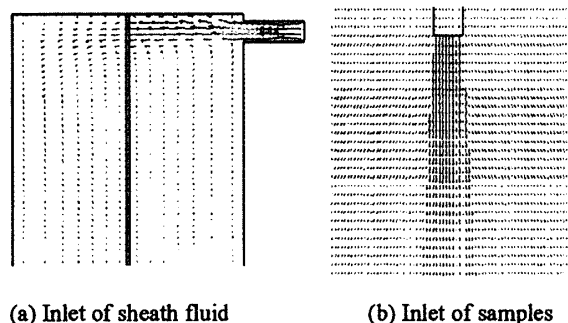 (a) Inlet of sheath fluid
(b) Inlet of samples